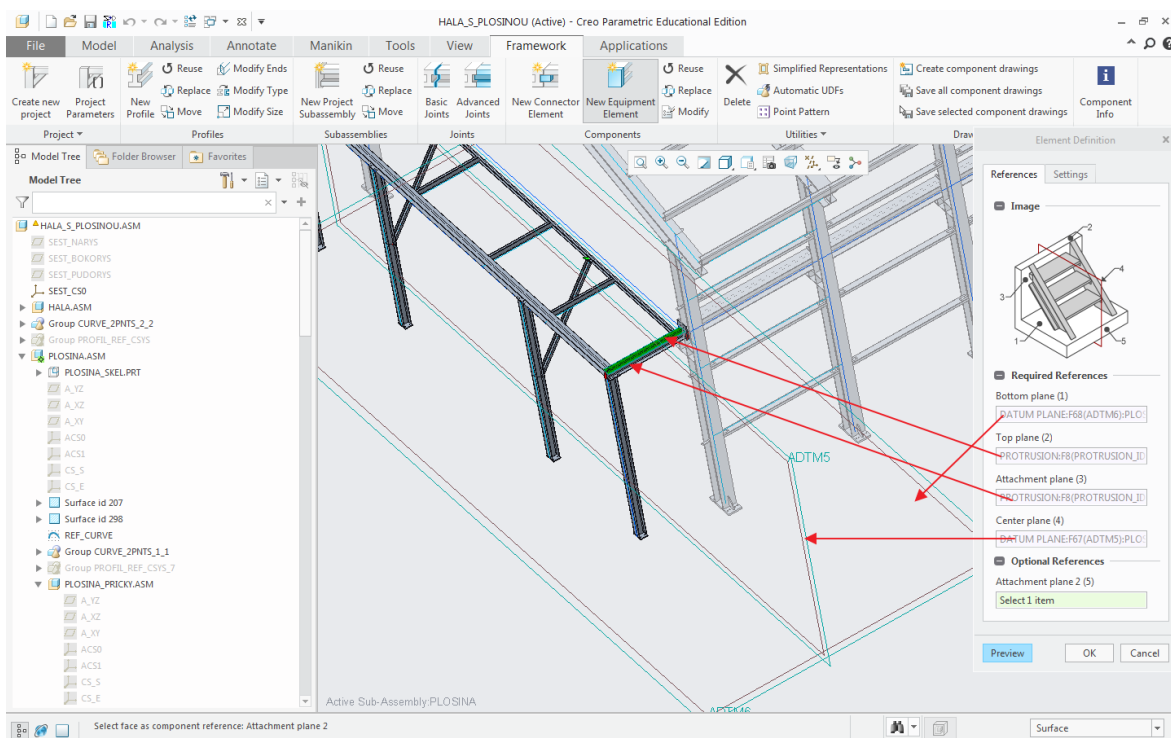 HALA_S_PLOSINOU (Active) - Creo Parametric Educational Edition
File Model Analysis Annotate Manikin Tools View Framework Applications
Reuse Modify Ends Reuse Reuse Simplified Representations Create component drawings
Replace Modify Type Replace Replace Automatic UDFs Save all component drawings
Create new project Project Parameters New Profile Move Modify Size New Project Subassembly Move Basic Joints Advanced Joints New Connector Element New Equipment Element Modify Delete Point Pattern Save selected component drawings Component Info
Project Profiles Subassemblies Joints Components Utilities Draw
Model Tree Folder Browser Favorites
Model Tree
HALA_S_PLOSINOU.ASM
SEST_NARYS
SEST_BOKORYS
SEST_PUDORYS
SEST_CS0
HALA.ASM
Group CURVE_2PNTS_2_2
Group PROFIL_REF_CSYS
PLOSINA.ASM
PLOSINA_SKEL.PRT
A_YZ
A_XZ
A_XY
ACS0
ACS1
CS_S
CS_E
Surface id 207
Surface id 298
REF_CURVE
Group CURVE_2PNTS_1_1
Group PROFIL_REF_CSYS_7
PLOSINA_PRICKY.ASM
A_YZ
A_XZ
A_XY
ACS0
ACS1
CS_S
CS_E
ADTM5
ADTM6
Active Sub-Assembly:PLOSINA
Element Definition
References Settings
Image
2
4
3
1
5
Required References
Bottom plane (1)
DATUM PLANE:F68(ADTM6):PLOS
Top plane (2)
PROTRUSION:F8(PROTRUSION_ID
Attachment plane (3)
PROTRUSION:F8(PROTRUSION_ID
Center plane (4)
DATUM PLANE:F67(ADTM5):PLOS
Optional References
Attachment plane 2 (5)
Select 1 item
Preview OK Cancel
Select face as component reference: Attachment plane 2
Surface